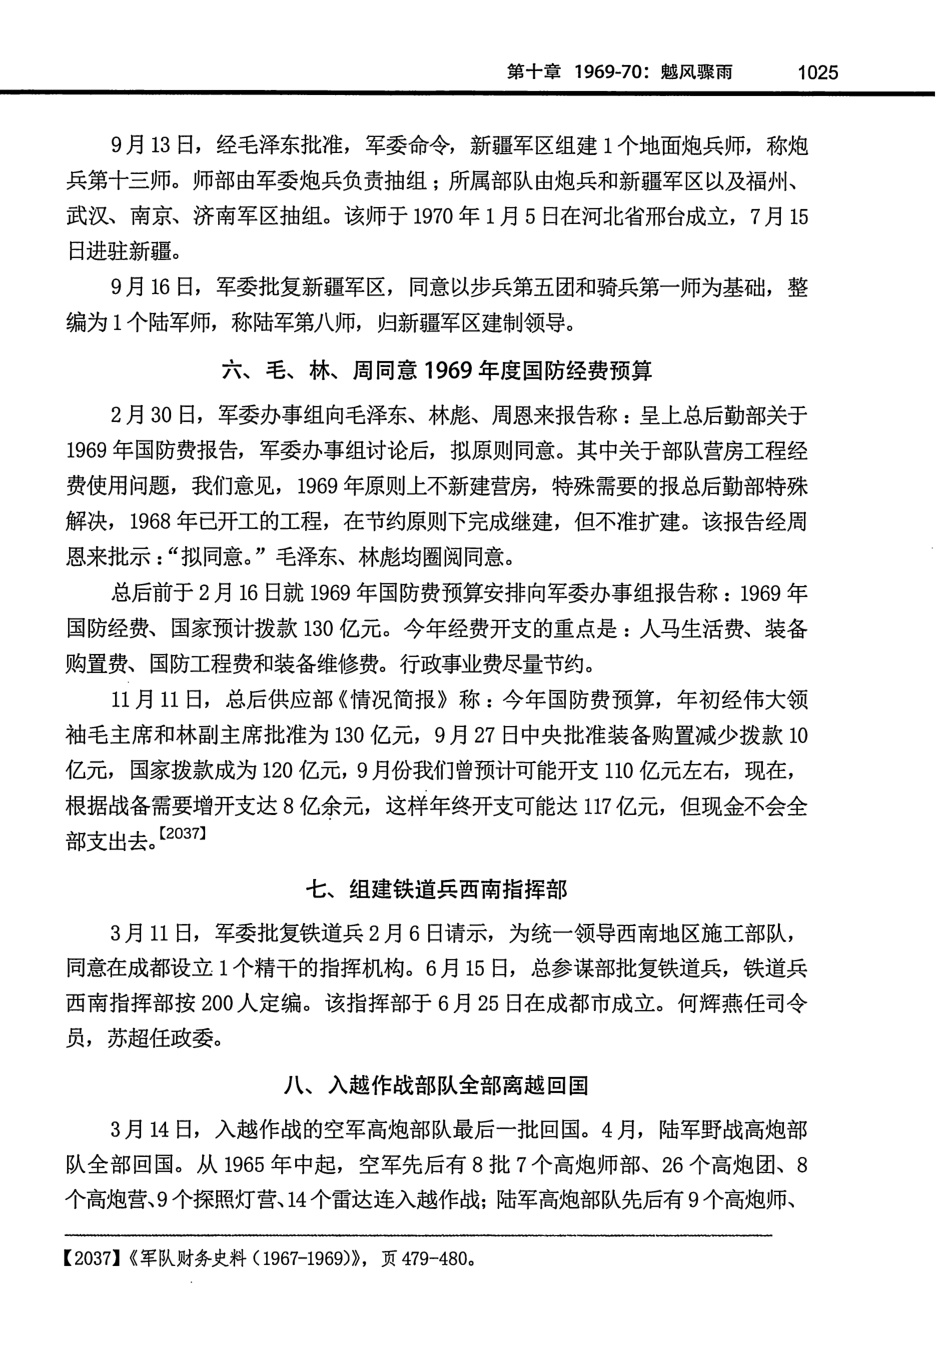 第十章 1969-70：魆风骤雨 1025
9月13日，经毛泽东批准，军委命令，新疆军区组建1个地面炮兵师，称炮
兵第十三师。师部由军委炮兵负责抽组；所属部队由炮兵和新疆军区以及福州、
武汉、南京、济南军区抽组。该师于1970年1月5日在河北省邢台成立，7月15
日进驻新疆。
9月16日，军委批复新疆军区，同意以步兵第五团和骑兵第一师为基础，整
编为1个陆军师，称陆军第八师，归新疆军区建制领导。
六、毛、林、周同意1969年度国防经费预算
2月30日，军委办事组向毛泽东、林彪、周恩来报告称：呈上总后勤部关于
1969年国防费报告，军委办事组讨论后，拟原则同意。其中关于部队营房工程经
费使用问题，我们意见，1969年原则上不新建营房，特殊需要的报总后勤部特殊
解决，1968年已开工的工程，在节约原则下完成继建，但不准扩建。该报告经周
恩来批示：“拟同意。”毛泽东、林彪均圈阅同意。
总后前于2月16日就1969年国防费预算安排向军委办事组报告称：1969年
国防经费、国家预计拨款130亿元。今年经费开支的重点是：人马生活费、装备
购置费、国防工程费和装备维修费。行政事业费尽量节约。
11月11日，总后供应部《情况简报》称：今年国防费预算，年初经伟大领
袖毛主席和林副主席批准为130亿元，9月27日中央批准装备购置减少拨款10
亿元，国家拨款成为120亿元，9月份我们曾预计可能开支110亿元左右，现在，
根据战备需要增开支达8亿余元，这样年终开支可能达117亿元，但现金不会全
部支出去。【2037】
七、组建铁道兵西南指挥部
3月11日，军委批复铁道兵2月6日请示，为统一领导西南地区施工部队，
同意在成都设立1个精干的指挥机构。6月15日，总参谋部批复铁道兵，铁道兵
西南指挥部按200人定编。该指挥部于6月25日在成都市成立。何辉燕任司令
员，苏超任政委。
八、入越作战部队全部离越回国
3月14日，入越作战的空军高炮部队最后一批回国。4月，陆军野战高炮部
队全部回国。从1965年中起，空军先后有8批7个高炮师部、26个高炮团、8
个高炮营、9个探照灯营、14个雷达连入越作战；陆军高炮部队先后有9个高炮师、
【2037】《军队财务史料（1967-1969）》，页479-480。